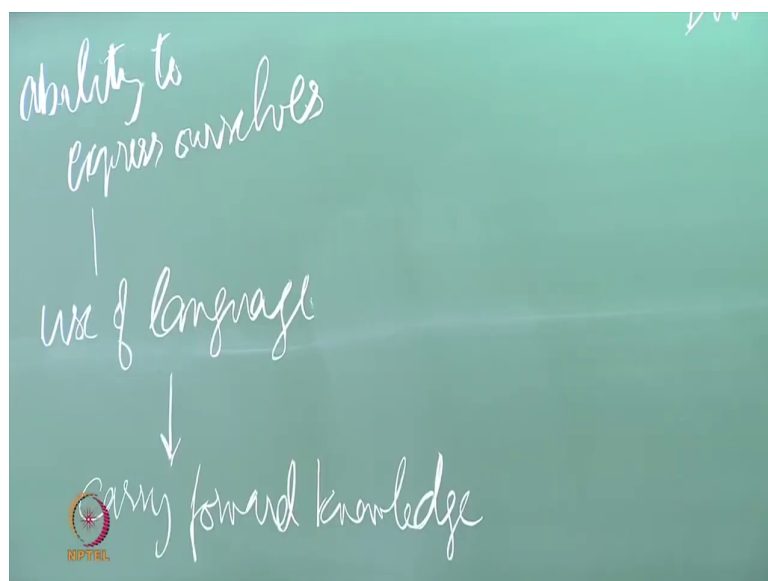 ability to
express ourselves
use of language
carry forward knowledge
NPTEL